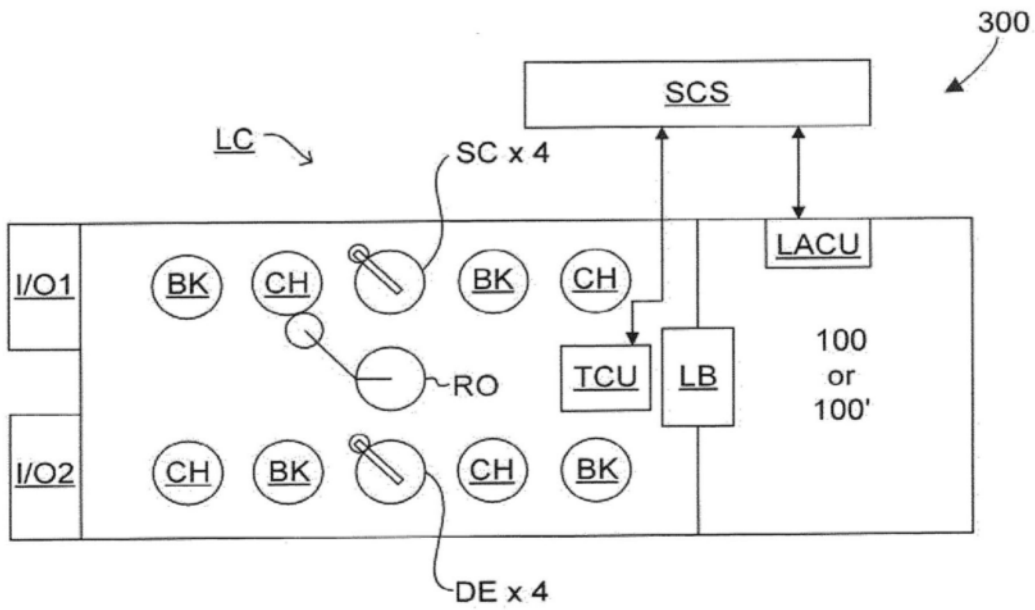 300
SCS
LC
SC x 4
LACU
I/O1
BK
CH
BK
CH
100
or
100'
TCU
LB
RO
I/O2
CH
BK
CH
BK
DE x 4